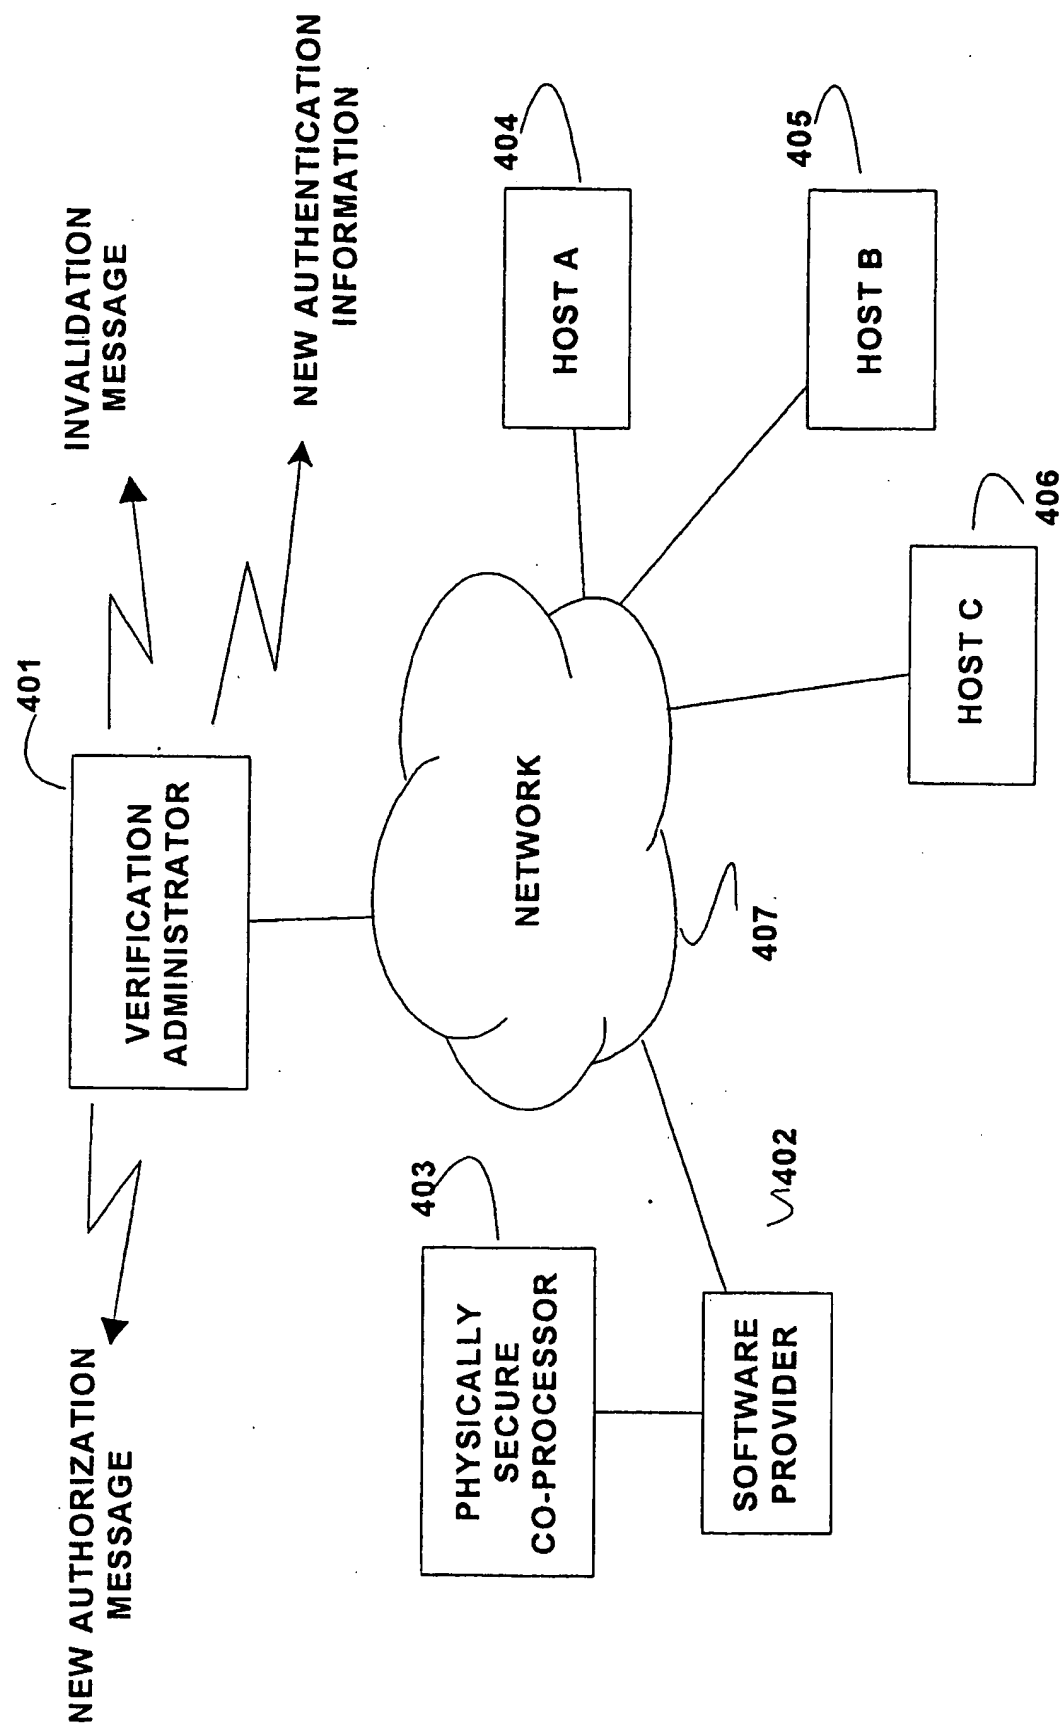 NEW AUTHORIZATION
MESSAGE
401
INVALIDATION
MESSAGE
VERIFICATION
ADMINISTRATOR
NEW AUTHENTICATION
INFORMATION
403
PHYSICALLY
SECURE
CO-PROCESSOR
NETWORK
404
HOST A
SOFTWARE
PROVIDER
402
407
405
HOST B
HOST C
406